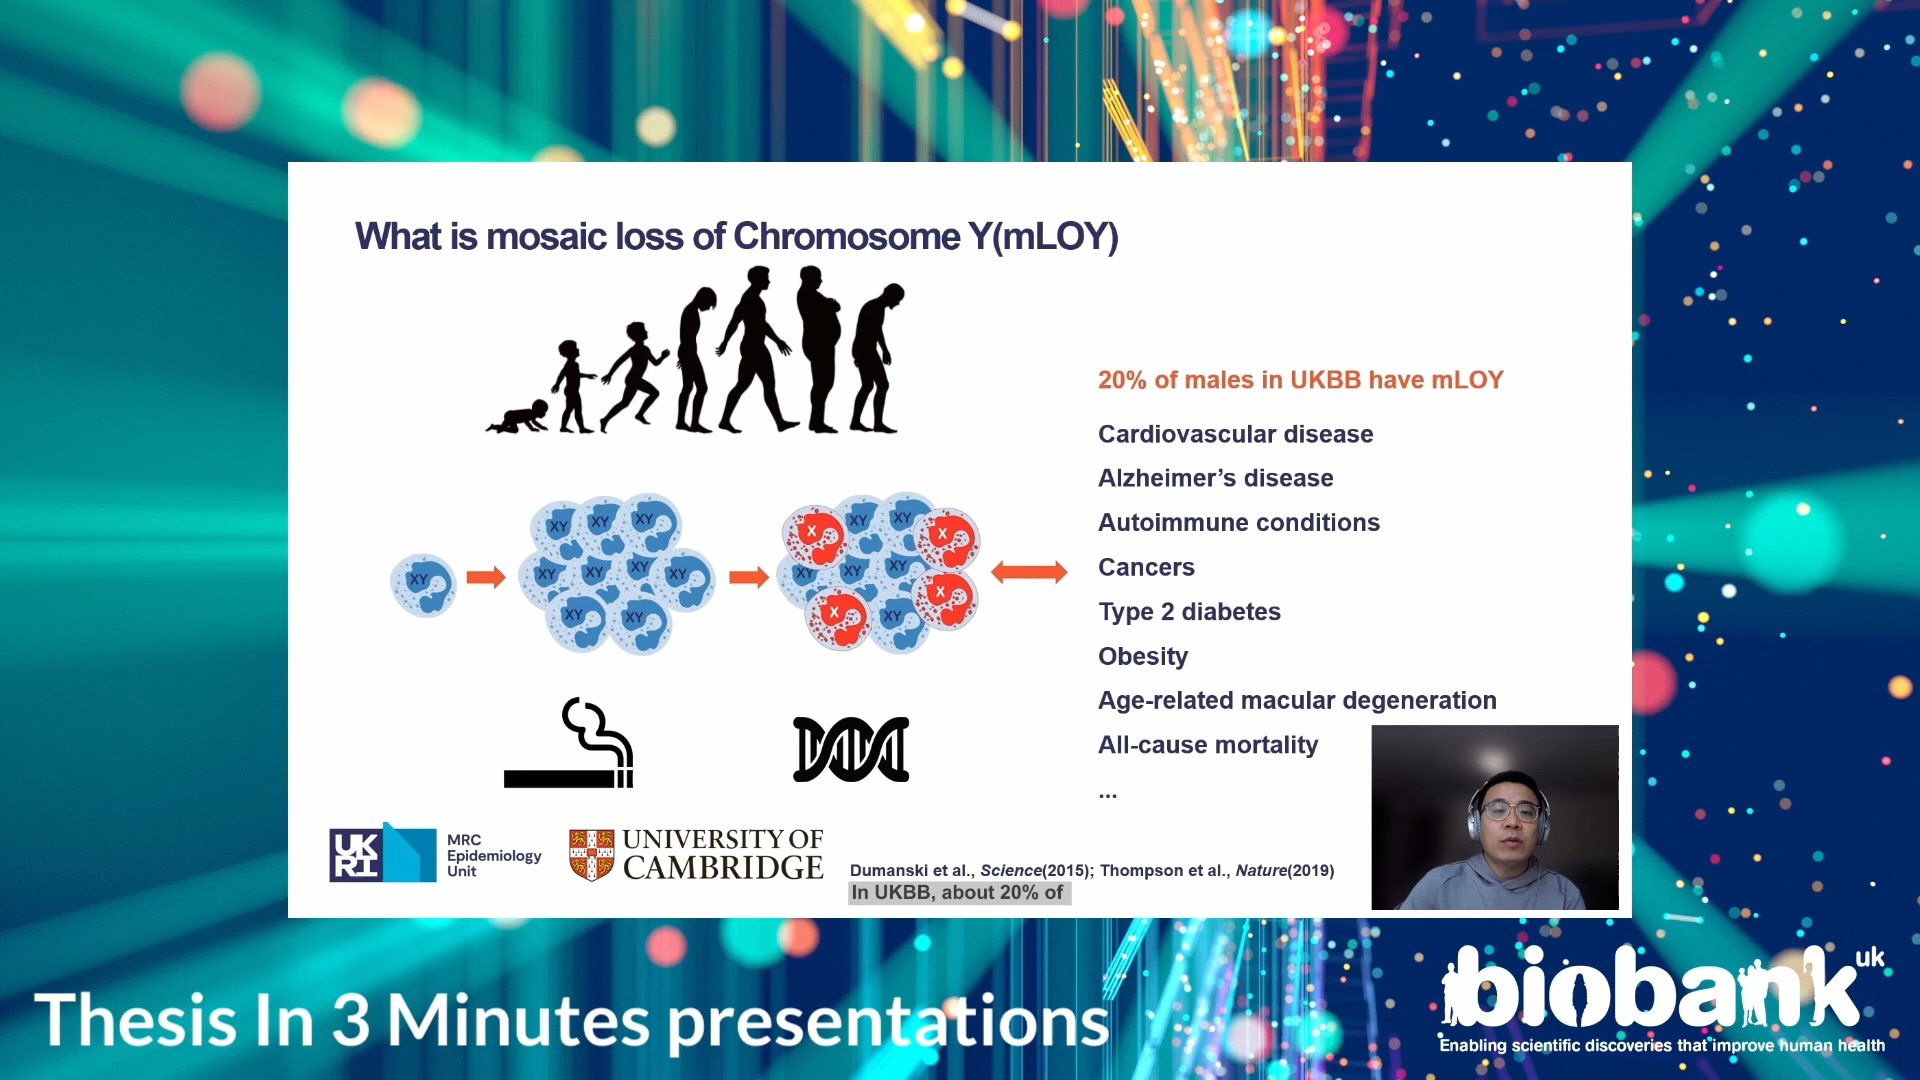 What is mosaic loss of Chromosome Y(mLOY)
20% of males in UKBB have mLOY
Cardiovascular disease
Alzheimer’s disease
Autoimmune conditions
Cancers
Type 2 diabetes
Obesity
Age-related macular degeneration
All-cause mortality
...
XY
XY XY XY
XY XY XY XY
XY XY
X XY XY X
XY XY XY X
X XY
UK
RI
MRC
Epidemiology
Unit
UNIVERSITY OF
CAMBRIDGE
Dumanski et al., Science(2015); Thompson et al., Nature(2019)
In UKBB, about 20% of
Thesis In 3 Minutes presentations
biobank uk
Enabling scientific discoveries that improve human health